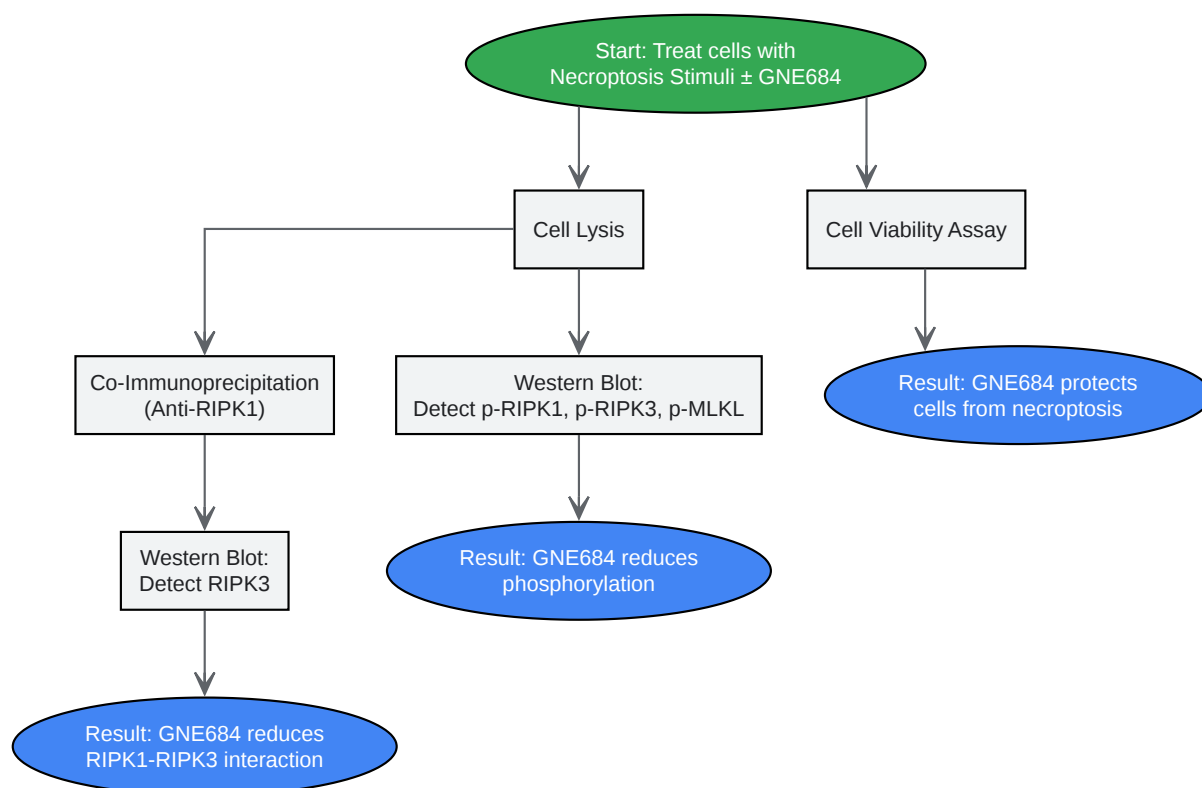 Start: Treat cells with
Necroptosis Stimuli ± GNE684
Cell Lysis
Cell Viability Assay
Co-Immunoprecipitation
(Anti-RIPK1)
Western Blot:
Detect p-RIPK1, p-RIPK3, p-MLKL
Result: GNE684 protects
cells from necroptosis
Western Blot:
Detect RIPK3
Result: GNE684 reduces
phosphorylation
Result: GNE684 reduces
RIPK1-RIPK3 interaction